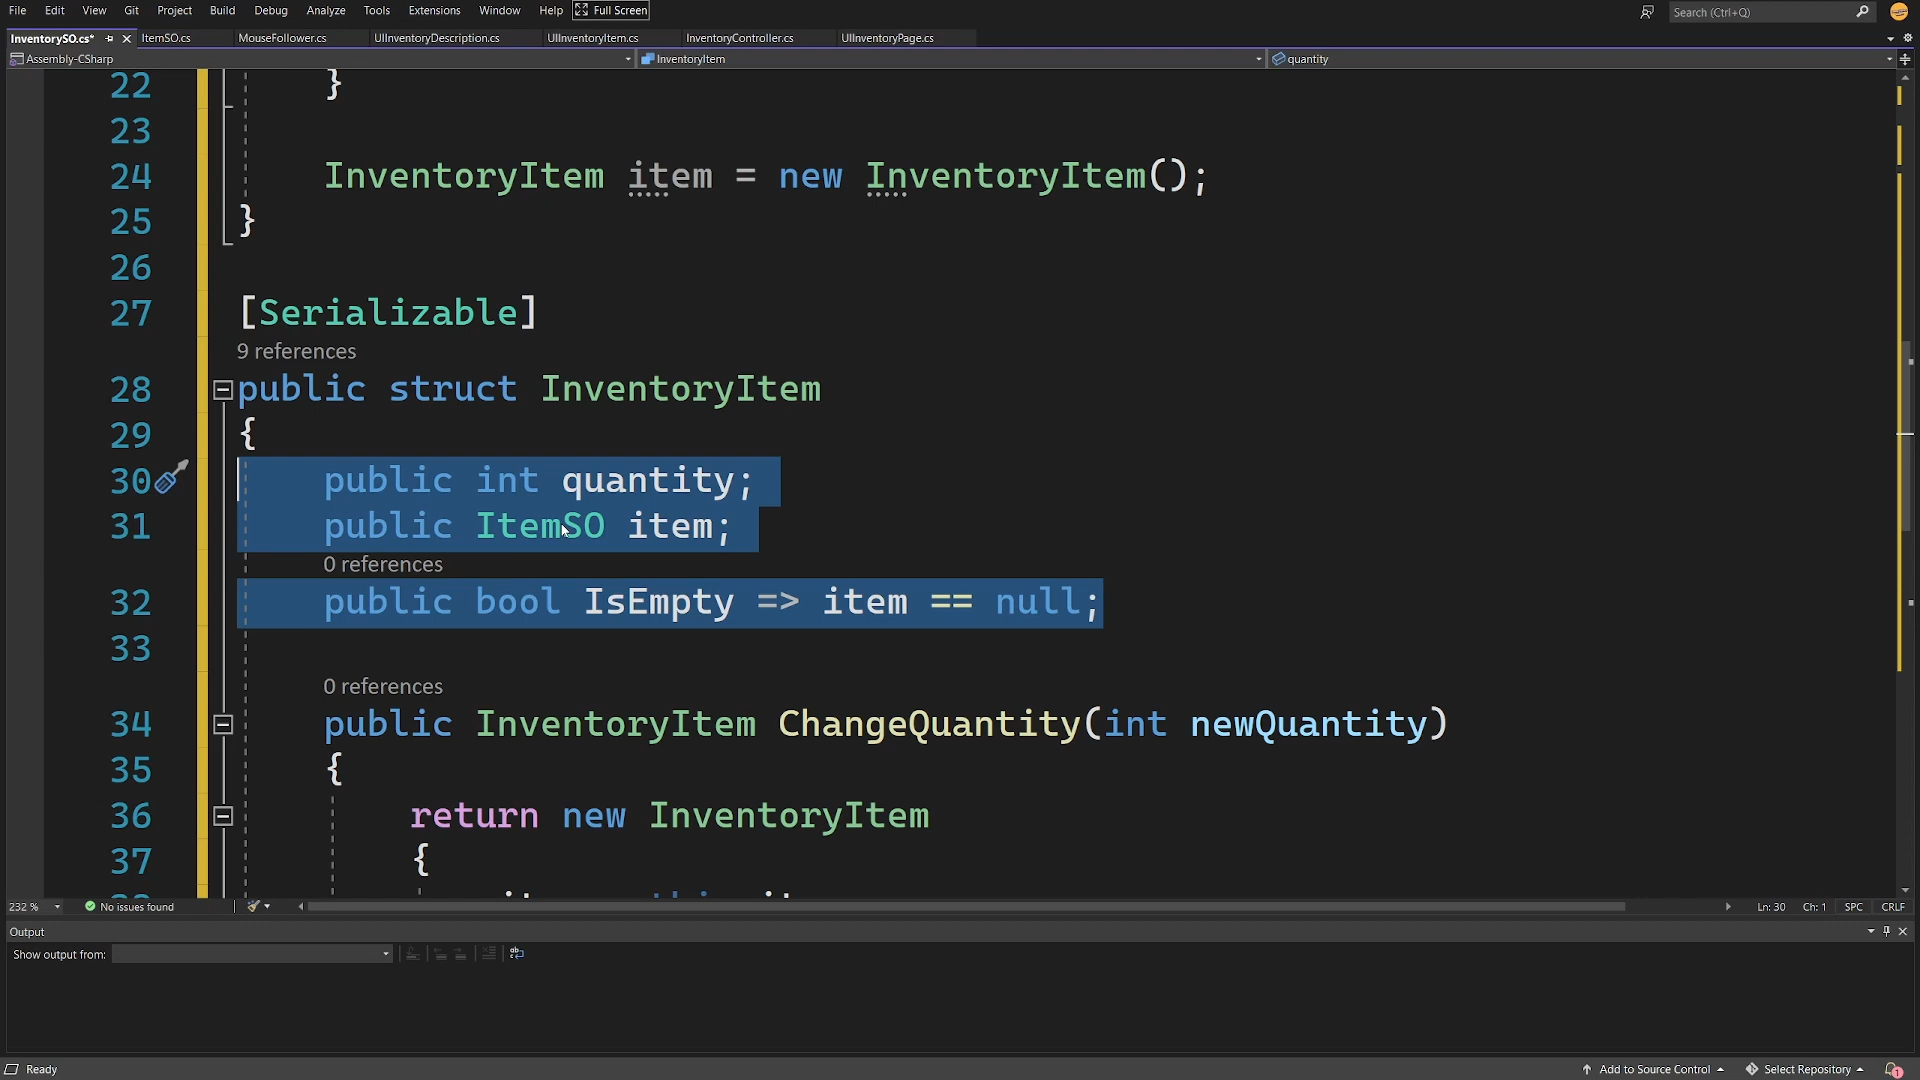 File Edit View Git Project Build Debug Analyze Tools Extensions Window Help Full Screen Search (Ctrl+Q)
InventorySO.cs* ItemSO.cs MouseFollower.cs UIInventoryDescription.cs UIInventoryItem.cs InventoryController.cs UIInventoryPage.cs
Assembly-CSharp InventoryItem quantity
22 }
23
24 InventoryItem item = new InventoryItem();
25 }
26
27 [Serializable]
9 references
28 public struct InventoryItem
29 {
30 public int quantity;
31 public ItemSO item;
0 references
32 public bool IsEmpty => item == null;
33
0 references
34 public InventoryItem ChangeQuantity(int newQuantity)
35 {
36 return new InventoryItem
37 {
232 % No issues found Ln: 30 Ch: 1 SPC CRLF
Output
Show output from:
Ready Add to Source Control Select Repository 1